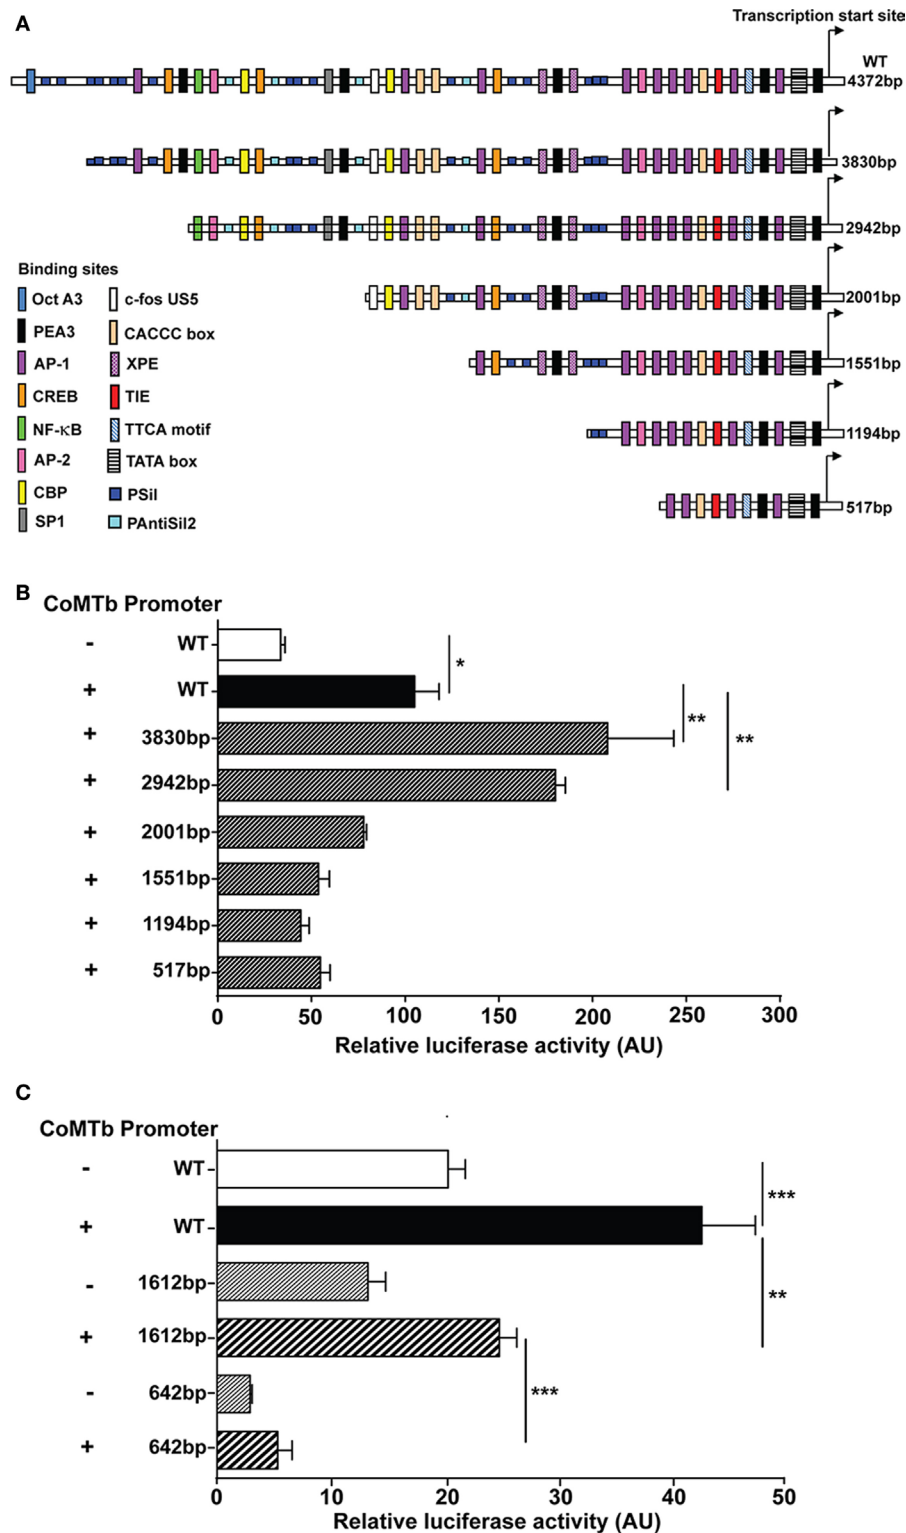 A
Transcription start site
WT
4372bp
3830bp
2942bp
2001bp
1551bp
1194bp
517bp
Binding sites
Oct A3
c-fos US5
PEA3
CACCC box
AP-1
XPE
CREB
TIE
NF-κB
TTCA motif
AP-2
TATA box
CBP
PSil
SP1
PAntiSil2
B
CoMTb Promoter
- WT
*
+ WT
**
+ 3830bp
**
+ 2942bp
+ 2001bp
+ 1551bp
+ 1194bp
+ 517bp
0 50 100 150 200 250 300
Relative luciferase activity (AU)
C
CoMTb Promoter
- WT
***
+ WT
- 1612bp
**
+ 1612bp
- 642bp
***
+ 642bp
0 10 20 30 40 50
Relative luciferase activity (AU)